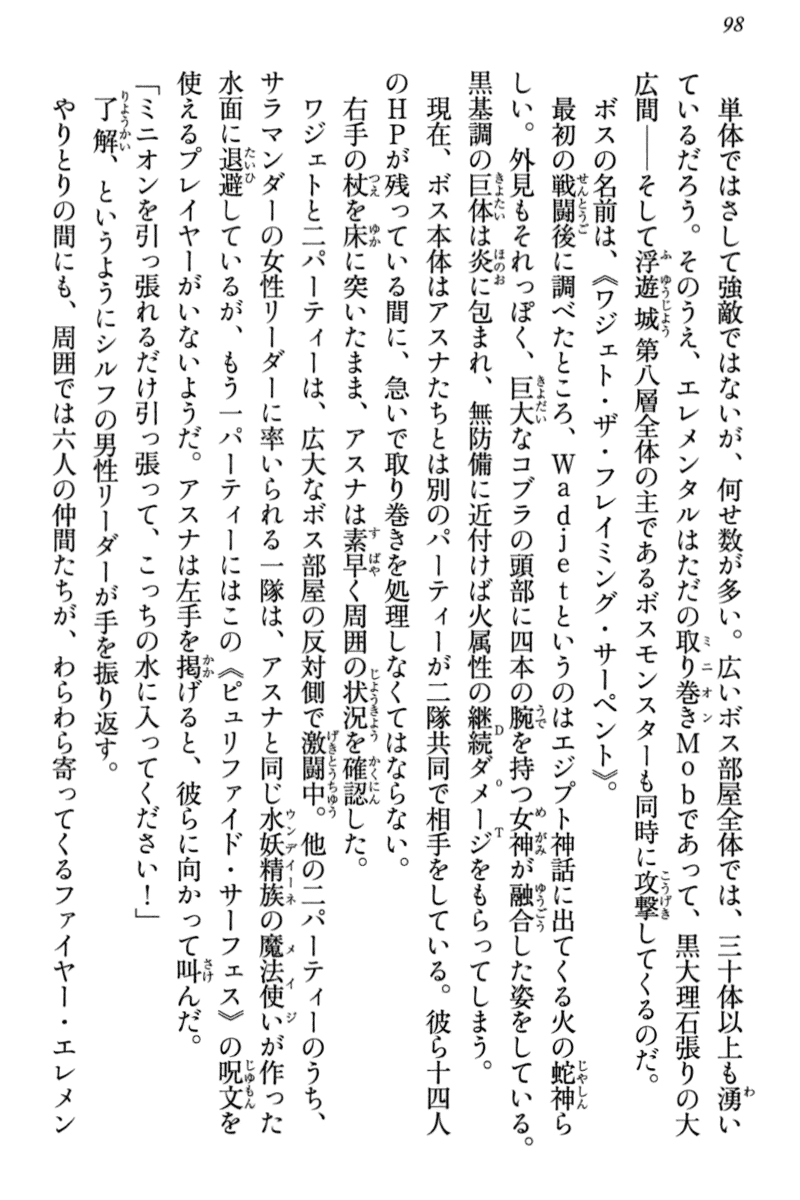 98
単体ではさして強敵ではないが、何せ数が多い。広いボス部屋全体では、三十体以上も湧い
ているだろう。そのうえ、エレメンタルはただの取り巻きMobであって、黒大理石張りの大
広間――そして浮遊城第八層全体の主であるボスモンスターも同時に攻撃してくるのだ。
ボスの名前は、《ワジェト・ザ・フレイミング・サーペント》。
最初の戦闘後に調べたところ、Wadjetというのはエジプト神話に出てくる火の蛇神ら
しい。外見もそれっぽく、巨大なコブラの頭部に四本の腕を持つ女神が融合した姿をしている。
黒基調の巨体は炎に包まれ、無防備に近付けば火属性の継続ダメージをもらってしまう。
現在、ボス本体はアスナたちとは別のパーティーが二隊共同で相手をしている。彼ら十四人
のHPが残っている間に、急いで取り巻きを処理しなくてはならない。
右手の杖を床に突いたまま、アスナは素早く周囲の状況を確認した。
ワジェトと二パーティーは、広大なボス部屋の反対側で激闘中。他の二パーティーのうち、
サラマンダーの女性リーダーに率いられる一隊は、アスナと同じ水妖精族の魔法使いが作った
水面に退避しているが、もう一パーティーにはこの《ピュリファイド・サーフェス》の呪文を
使えるプレイヤーがいないようだ。アスナは左手を掲げると、彼らに向かって叫んだ。
「ミニオンを引っ張れるだけ引っ張って、こっちの水に入ってください！」
了解、というようにシルフの男性リーダーが手を振り返す。
やりとりの間にも、周囲では六人の仲間たちが、わらわら寄ってくるファイヤー・エレメン